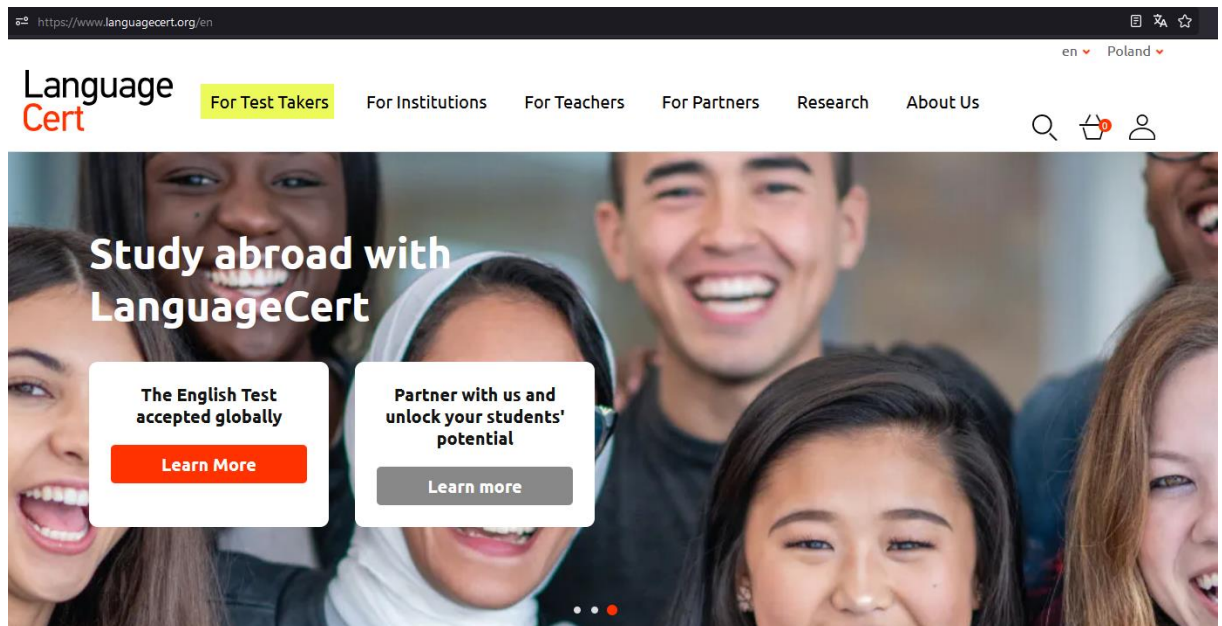 https://www.languagecert.org/en
en Poland
Language
Cert
For Test Takers For Institutions For Teachers For Partners Research About Us
0
Study abroad with
LanguageCert
The English Test
accepted globally
Learn More
Partner with us and
unlock your students'
potential
Learn more